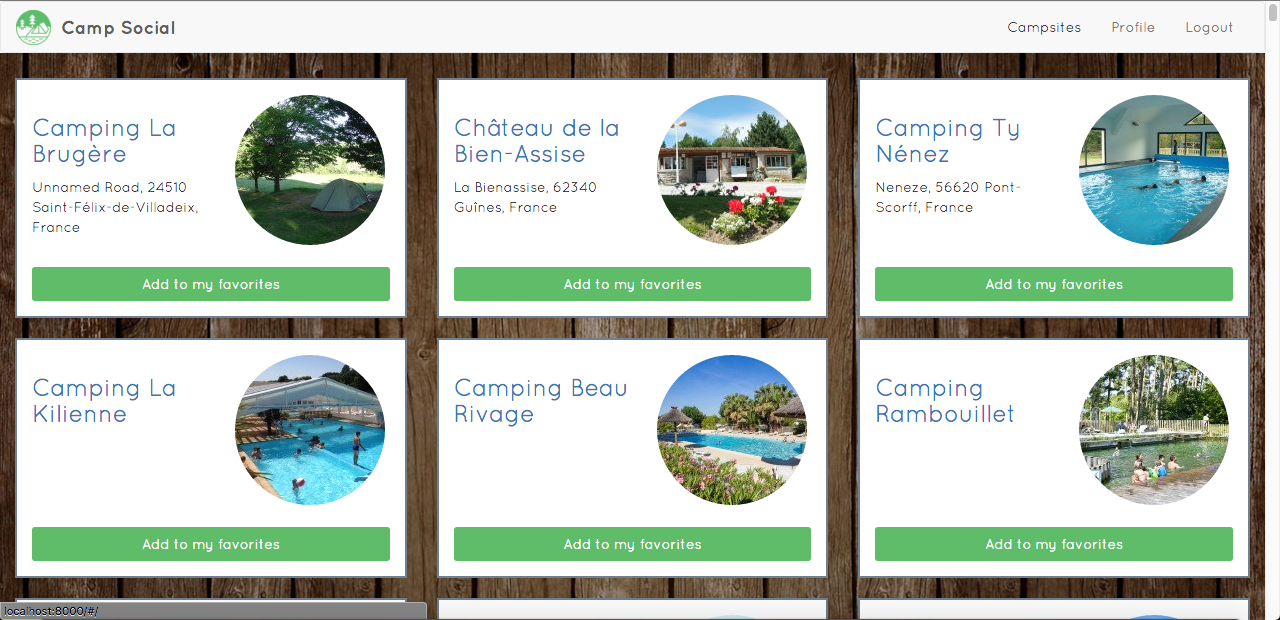 Camp Social
Campsites
Profile
Logout
Camping La
Brugère
Unnamed Road, 24510
Saint-Félix-de-Villadeix,
France
Add to my favorites
Château de la
Bien-Assise
La Bienassise, 62340
Guînes, France
Add to my favorites
Camping Ty
Nénez
Neneze, 56620 Pont-
Scorff, France
Add to my favorites
Camping La
Kilienne
Add to my favorites
Camping Beau
Rivage
Add to my favorites
Camping
Rambouillet
Add to my favorites
localhost:8000/#/